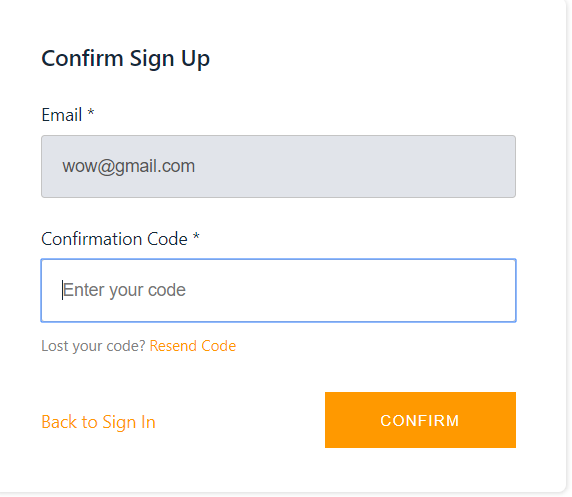 Confirm Sign Up
Email *
wow@gmail.com
Confirmation Code *
Enter your code
Lost your code? Resend Code
Back to Sign In
CONFIRM